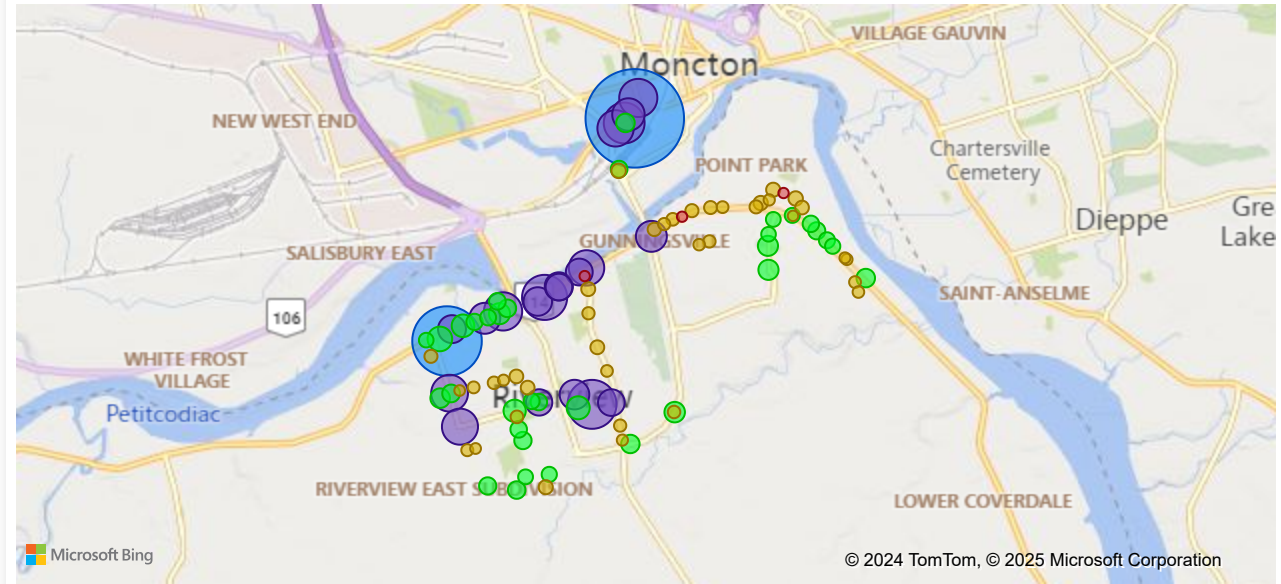 VILLAGE GAUVIN
Moncton
NEW WEST END
Chartersville
Cemetery
POINT PARK
Gre
Lake
Dieppe
GUNNINGSVILLE
SALISBURY EAST
SAINT-ANSELME
106
WHITE FROST
VILLAGE
Riverview
Petitcodiac
RIVERVIEW EAST SUBDIVISION
LOWER COVERDALE
Microsoft Bing
© 2024 TomTom, © 2025 Microsoft Corporation